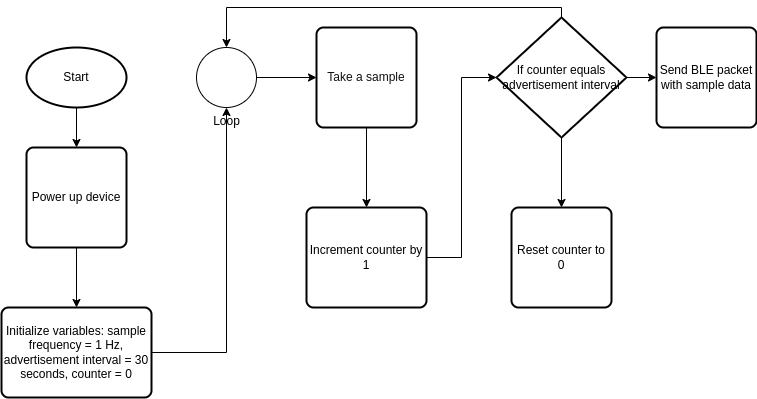 Start
Power up device
Initialize variables: sample
frequency = 1 Hz,
advertisement interval = 30
seconds, counter = 0
Loop
Take a sample
Increment counter by
1
If counter equals
advertisement interval
Reset counter to
0
Send BLE packet
with sample data